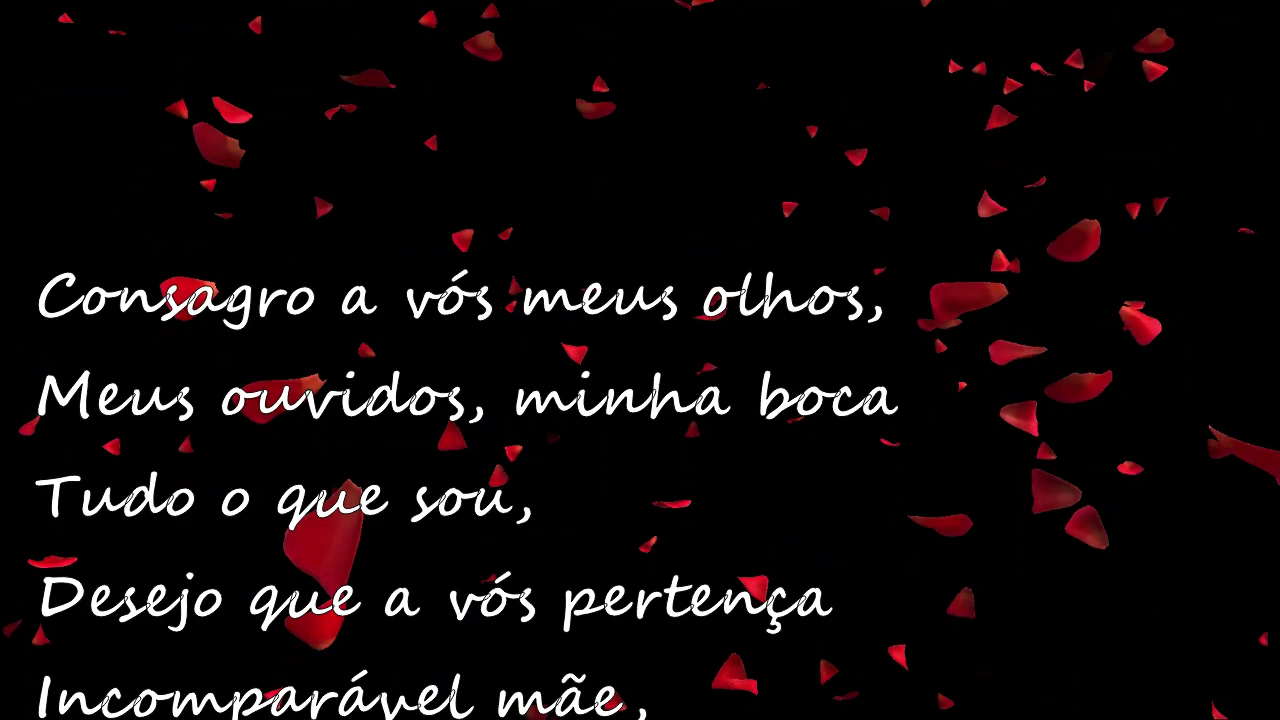 Consagro a vós meus olhos,
Meus ouvidos, minha boca
Tudo o que sou,
Desejo que a vós pertença
Incomparável mãe,